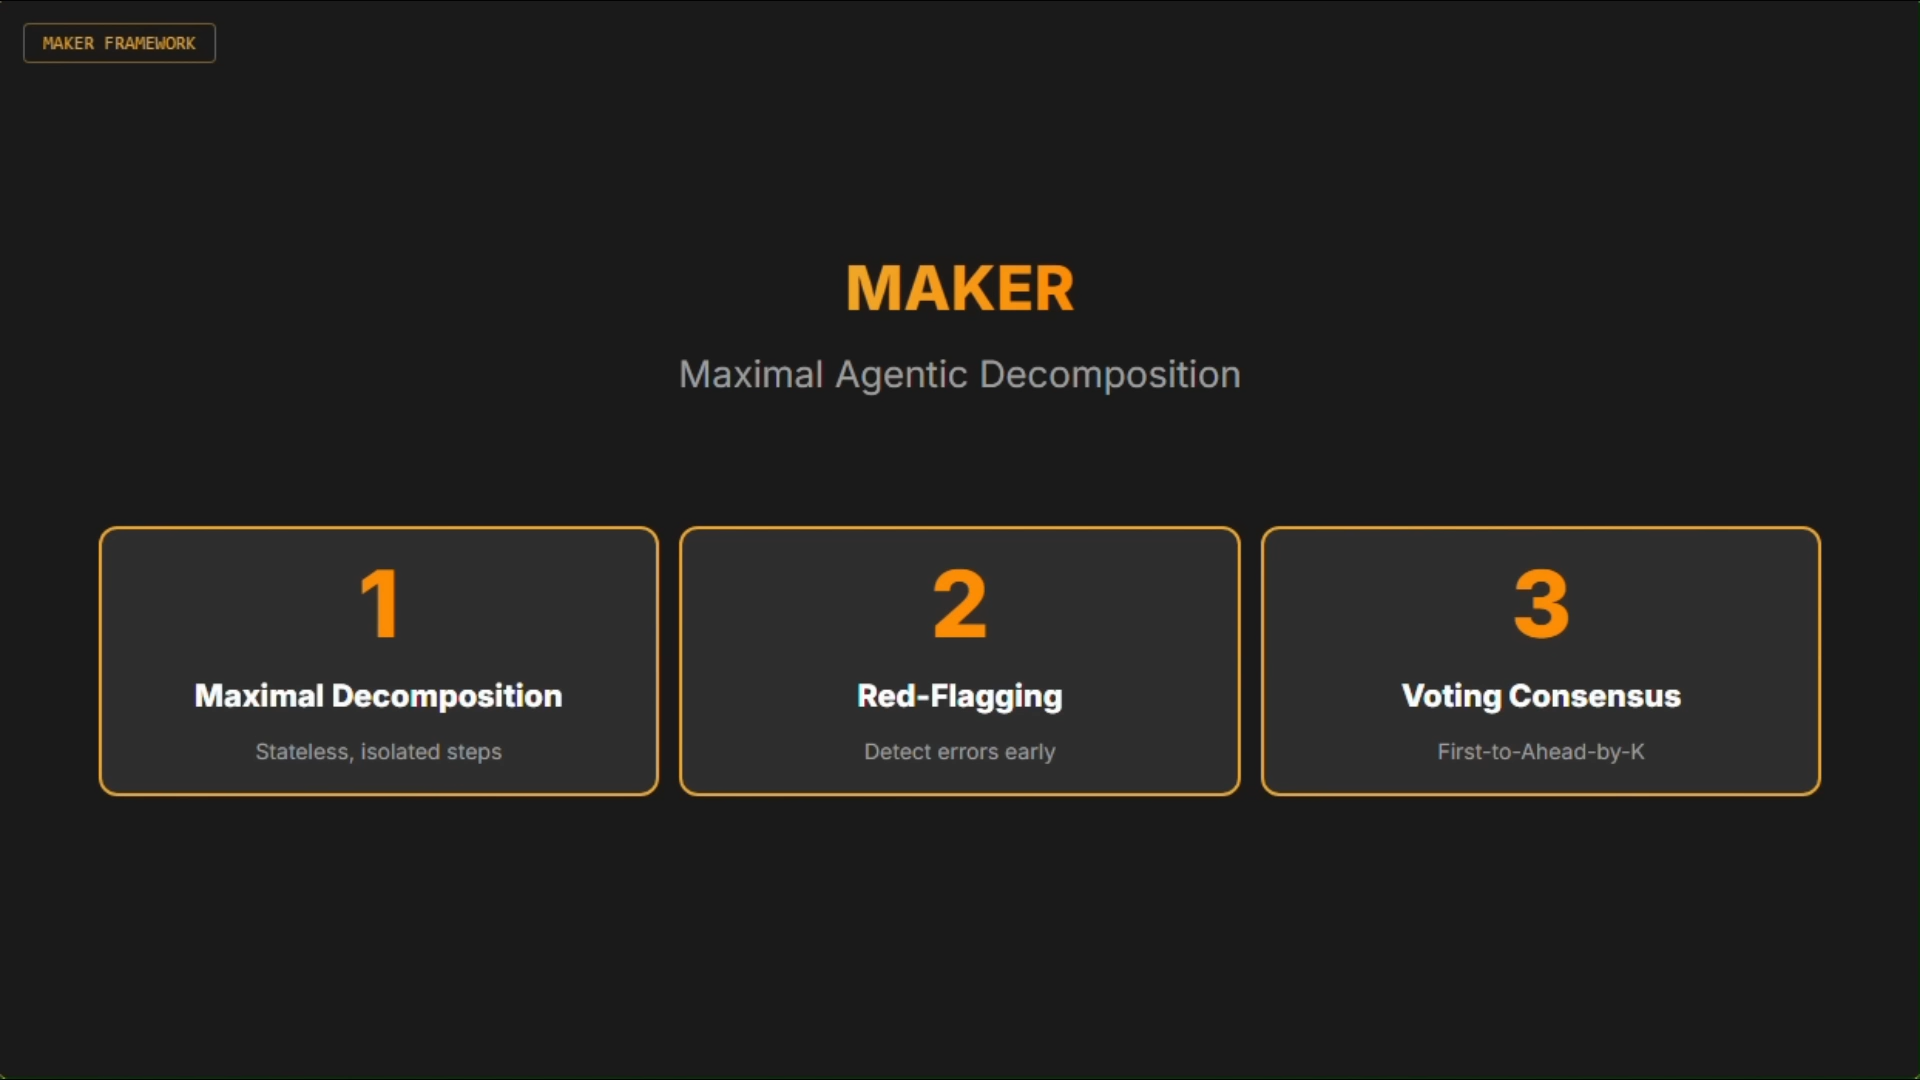 MAKER FRAMEWORK
MAKER
Maximal Agentic Decomposition
1
Maximal Decomposition
Stateless, isolated steps
2
Red-Flagging
Detect errors early
3
Voting Consensus
First-to-Ahead-by-K